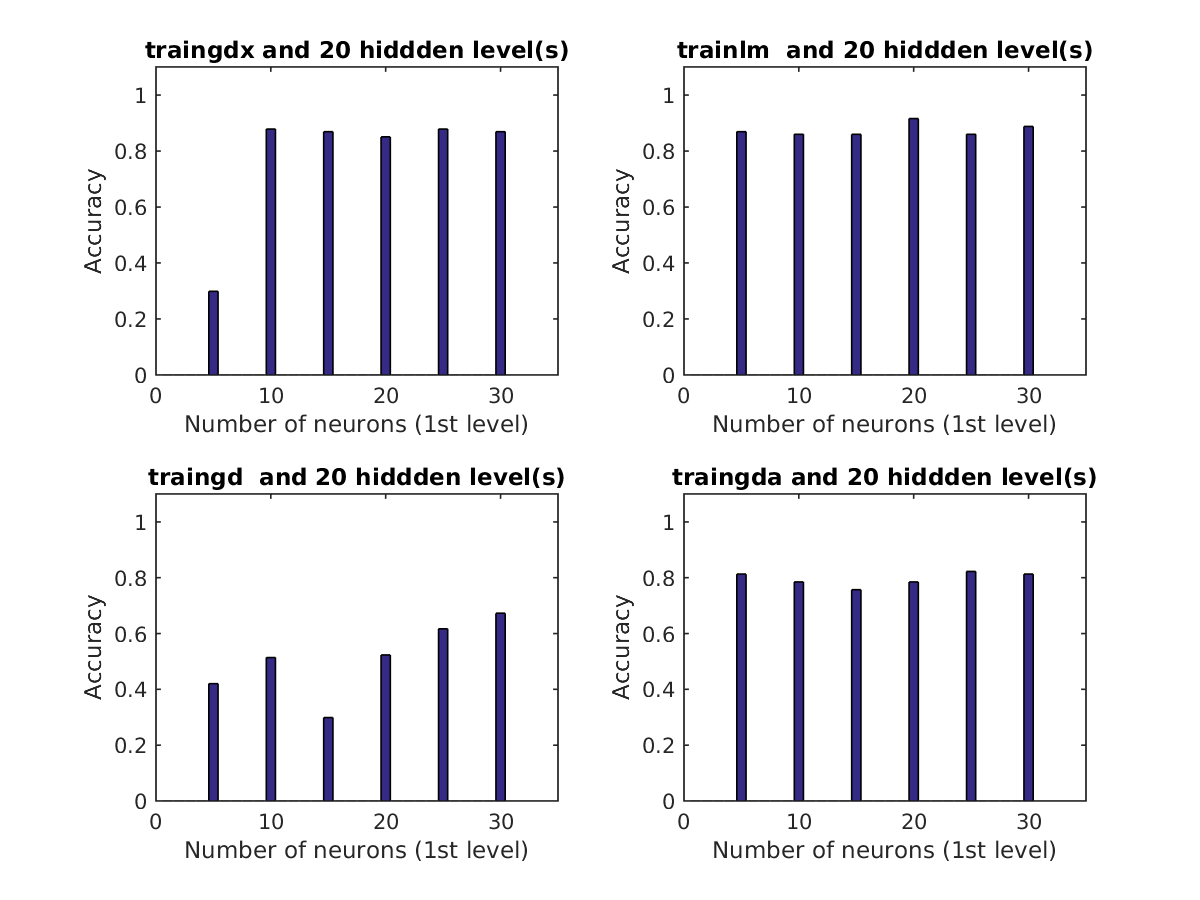 traingdx and 20 hiddden level(s)
1
0.8
0.6
0.4
0.2
0
Accuracy
0 10 20 30
Number of neurons (1st level)
trainlm and 20 hiddden level(s)
1
0.8
0.6
0.4
0.2
0
Accuracy
0 10 20 30
Number of neurons (1st level)
traingd and 20 hiddden level(s)
1
0.8
0.6
0.4
0.2
0
Accuracy
0 10 20 30
Number of neurons (1st level)
traingda and 20 hiddden level(s)
1
0.8
0.6
0.4
0.2
0
Accuracy
0 10 20 30
Number of neurons (1st level)